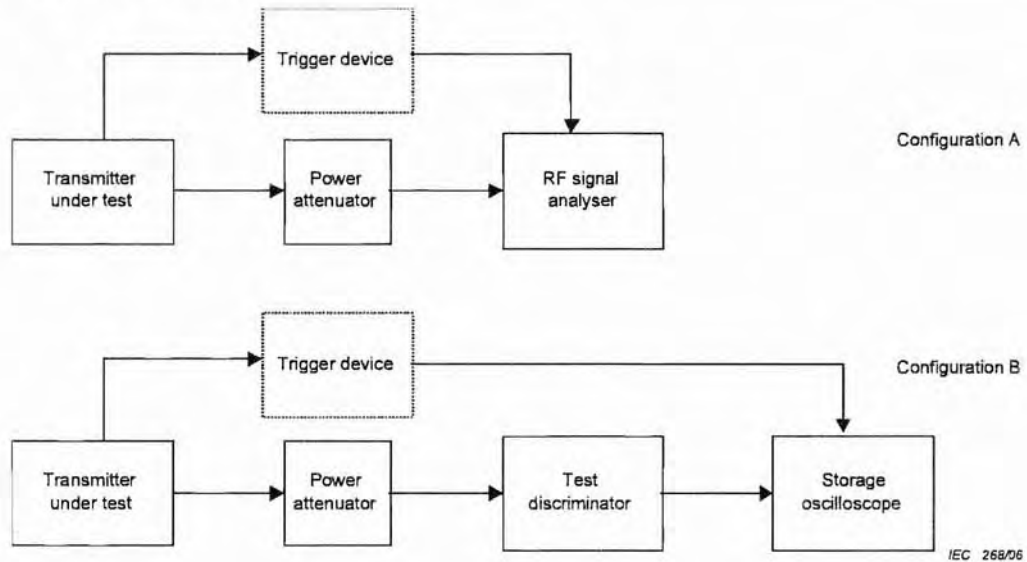 Trigger device
Configuration A
Transmitter
under test
Power
attenuator
RF signal
analyser
Trigger device
Configuration B
Transmitter
under test
Power
attenuator
Test
discriminator
Storage
oscilloscope
IEC 268/06